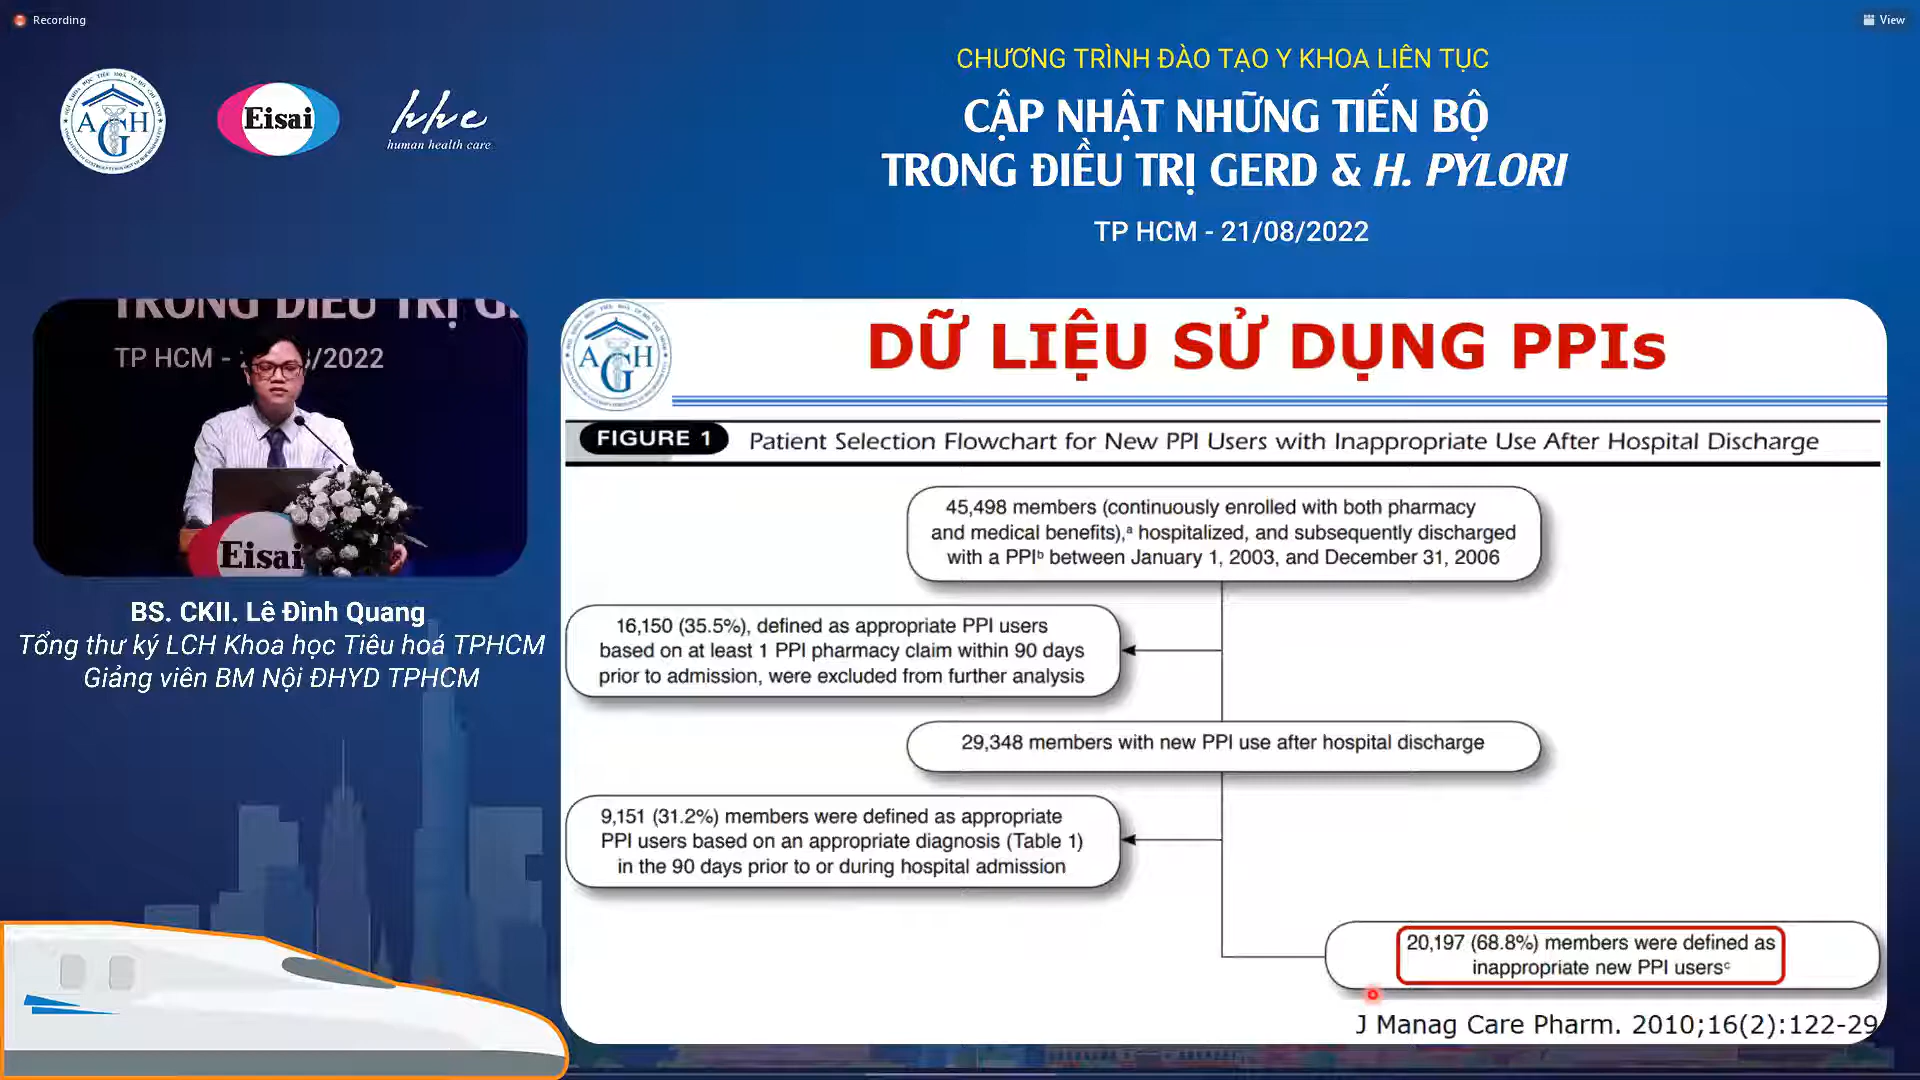 Recording
View
AGH
Eisai
hhc
human health care
CHƯƠNG TRÌNH ĐÀO TẠO Y KHOA LIÊN TỤC
CẬP NHẬT NHỮNG TIẾN BỘ
TRONG ĐIỀU TRỊ GERD & H. PYLORI
TP HCM - 21/08/2022
TRONG ĐIỀU TRỊ
TP HCM -
/2022
Eisai
BS. CKII. Lê Đình Quang
Tổng thư ký LCH Khoa học Tiêu hoá TPHCM
Giảng viên BM Nội ĐHYD TPHCM
AGH
DỮ LIỆU SỬ DỤNG PPIs
FIGURE 1 Patient Selection Flowchart for New PPI Users with Inappropriate Use After Hospital Discharge
45,498 members (continuously enrolled with both pharmacy
and medical benefits),ᵃ hospitalized, and subsequently discharged
with a PPIᵇ between January 1, 2003, and December 31, 2006
16,150 (35.5%), defined as appropriate PPI users
based on at least 1 PPI pharmacy claim within 90 days
prior to admission, were excluded from further analysis
29,348 members with new PPI use after hospital discharge
9,151 (31.2%) members were defined as appropriate
PPI users based on an appropriate diagnosis (Table 1)
in the 90 days prior to or during hospital admission
20,197 (68.8%) members were defined as
inappropriate new PPI usersᶜ
J Manag Care Pharm. 2010;16(2):122-29